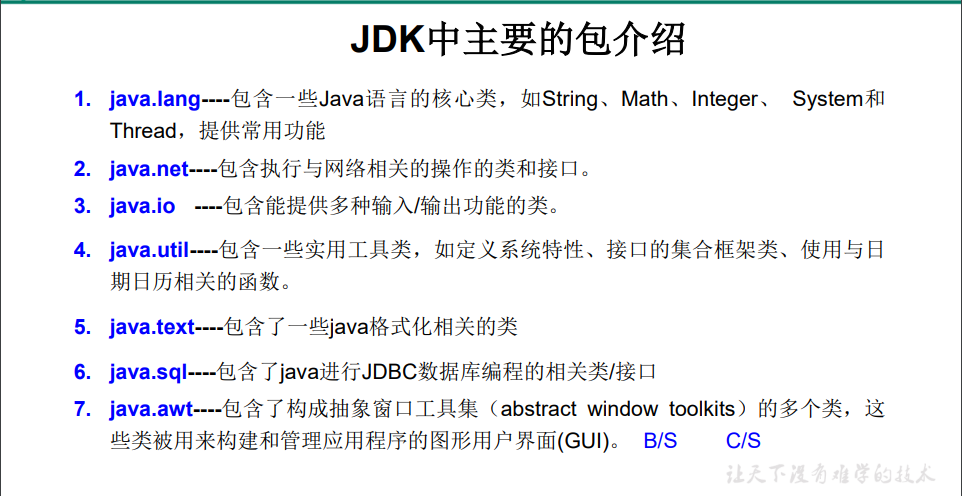 JDK中主要的包介绍
1. java.lang----包含一些Java语言的核心类，如String、Math、Integer、 System和
Thread，提供常用功能
2. java.net----包含执行与网络相关的操作的类和接口。
3. java.io ----包含能提供多种输入/输出功能的类。
4. java.util----包含一些实用工具类，如定义系统特性、接口的集合框架类、使用与日
期日历相关的函数。
5. java.text----包含了一些java格式化相关的类
6. java.sql----包含了java进行JDBC数据库编程的相关类/接口
7. java.awt----包含了构成抽象窗口工具集（abstract window toolkits）的多个类，这
些类被用来构建和管理应用程序的图形用户界面(GUI)。 B/S C/S
让天下没有难学的技术